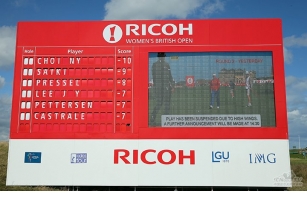 RICOH
WOMEN'S BRITISH OPEN
Hole Player Score
CHOI NY -10
SAIKI -9
PRESSEL -8
LEE J Y -7
PETTERSEN -7
CASTRALE -7
PLAY HAS BEEN SUSPENDED DUE TO HIGH WINDS.
A FURTHER ANNOUNCEMENT WILL BE MADE AT 14:30
RICOH
LGU
IMG